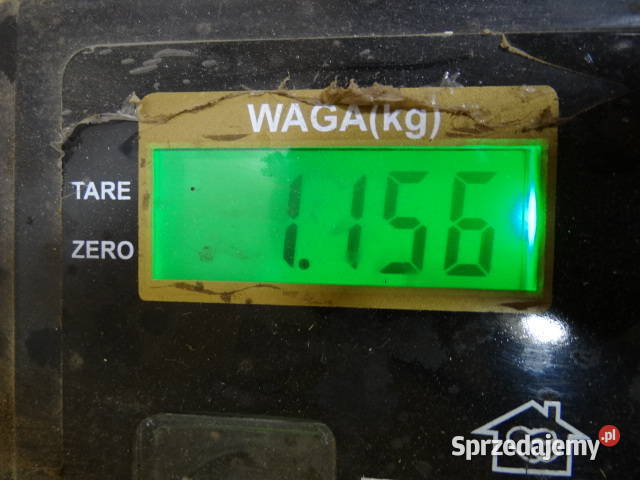 WAGA(kg)
TARE
1.156
ZERO
Sprzedajemy.pl